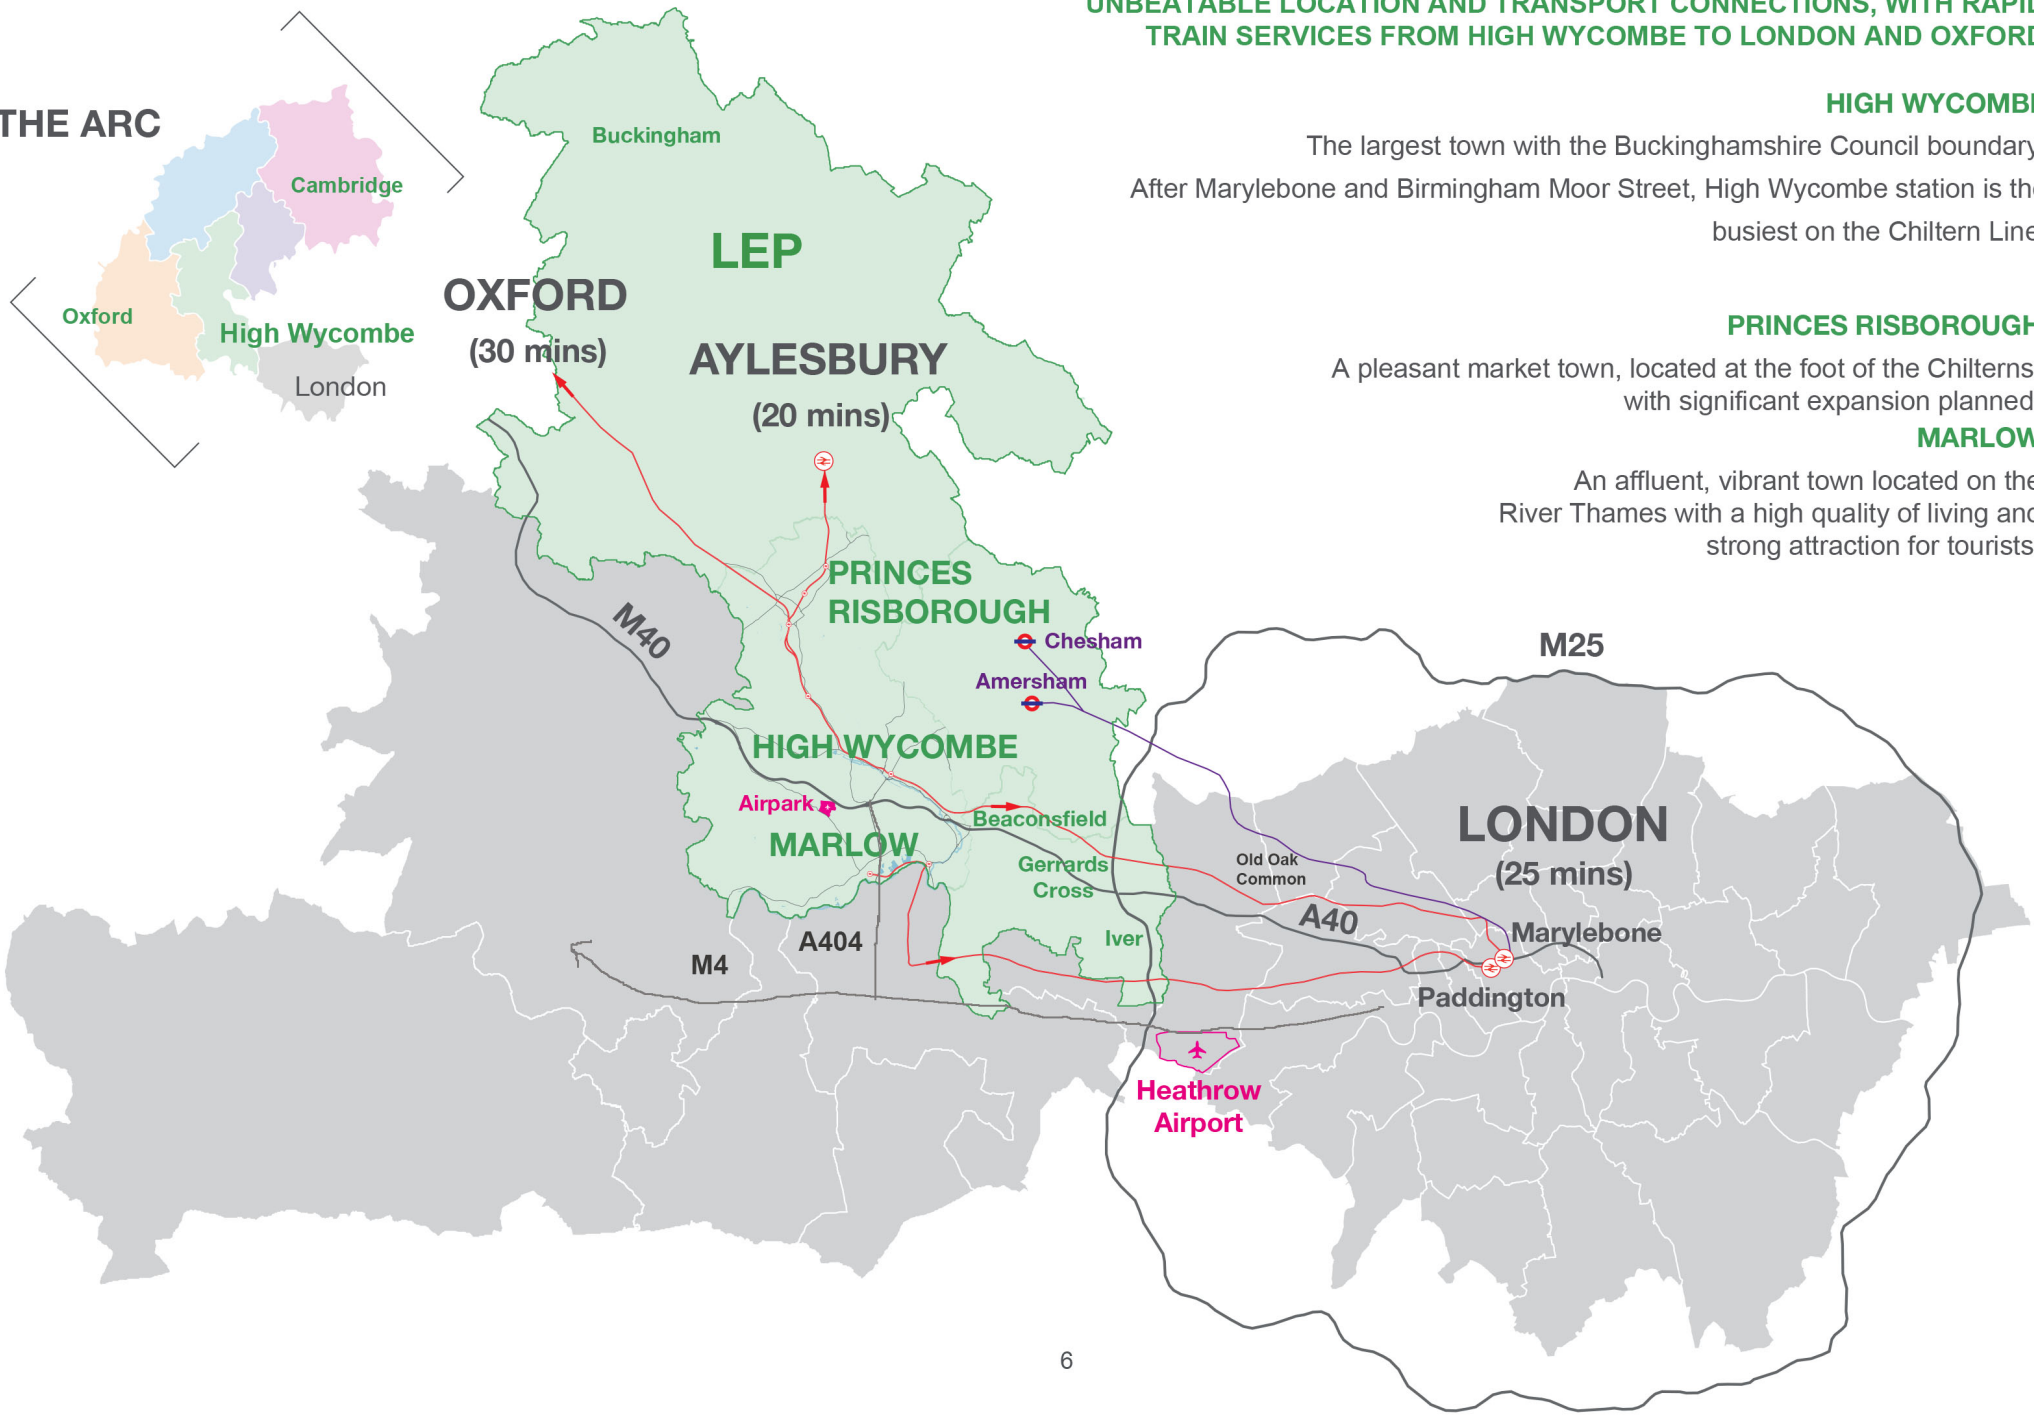 UNBEATABLE LOCATION AND TRANSPORT CONNECTIONS, WITH RAPID
TRAIN SERVICES FROM HIGH WYCOMBE TO LONDON AND OXFORD
HIGH WYCOMBE
The largest town with the Buckinghamshire Council boundary
After Marylebone and Birmingham Moor Street, High Wycombe station is the
busiest on the Chiltern Line
PRINCES RISBOROUGH
A pleasant market town, located at the foot of the Chilterns
with significant expansion planned
MARLOW
An affluent, vibrant town located on the
River Thames with a high quality of living and
strong attraction for tourists
THE ARC
Cambridge
Oxford
High Wycombe
London
Buckingham
LEP
OXFORD
(30 mins)
AYLESBURY
(20 mins)
PRINCES
RISBOROUGH
M40
Chesham
Amersham
M25
HIGH WYCOMBE
Airpark
Beaconsfield
MARLOW
Gerrards
Cross
Old Oak
Common
LONDON
(25 mins)
A40
Marylebone
Iver
A404
M4
Paddington
Heathrow
Airport
6